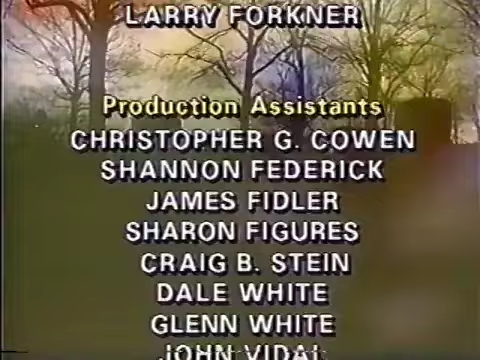 LARRY FORKNER
Production Assistants
CHRISTOPHER G. COWEN
SHANNON FEDERICK
JAMES FIDLER
SHARON FIGURES
CRAIG B. STEIN
DALE WHITE
GLENN WHITE
JOHN VIDAL